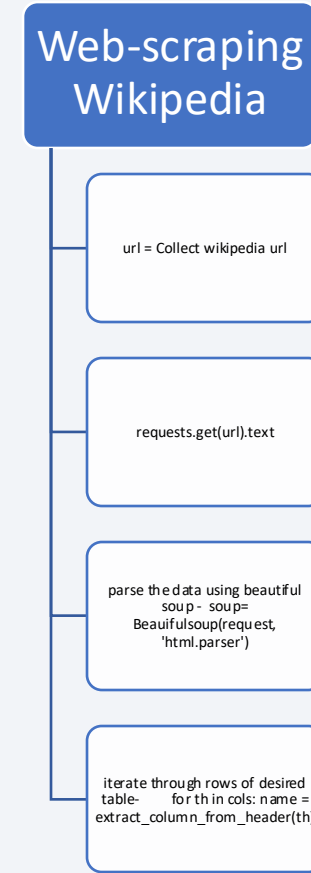 Web-scraping
Wikipedia
url = Collect wikipedia url
requests.get(url).text
parse the data using beautiful
soup - soup=
Beauifulsoup(request,
'html.parser')
iterate through rows of desired
table- for th in cols: name =
extract_column_from_header(th)